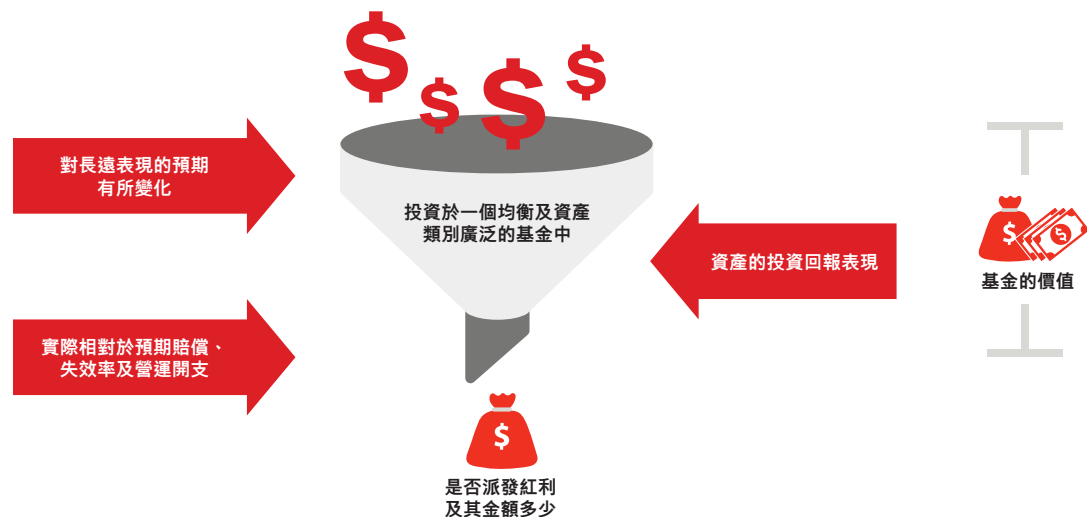 $ $ $ $
對長遠表現的預期
有所變化
投資於一個均衡及資產
類別廣泛的基金中
資產的投資回報表現
$
基金的價值
實際相對於預期賠償、
失效率及營運開支
$
是否派發紅利
及其金額多少